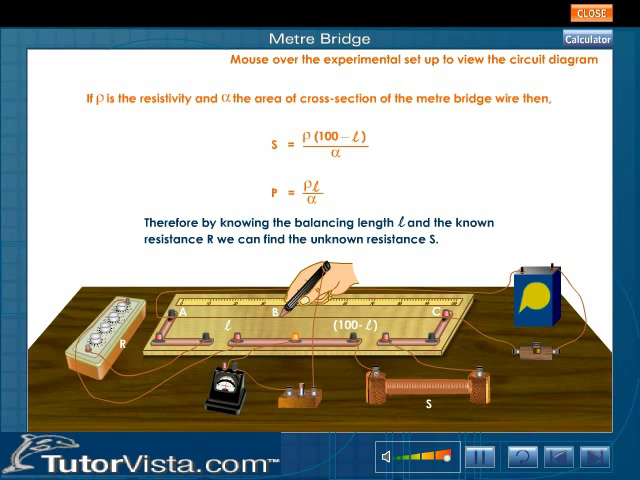 CLOSE
Metre Bridge
Calculator
Mouse over the experimental set up to view the circuit diagram
If ρ is the resistivity and α the area of cross-section of the metre bridge wire then,
S = ρ (100 – ℓ) / α
P = ρℓ / α
Therefore by knowing the balancing length ℓ and the known
resistance R we can find the unknown resistance S.
A B C
ℓ (100- ℓ)
R
S
TutorVista.com™